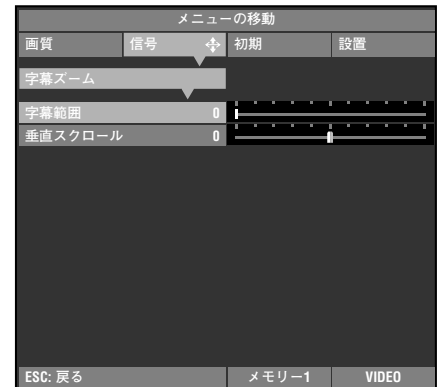 メニューの移動
画質 信号 初期 設置
字幕ズーム
字幕範囲 0
垂直スクロール 0
ESC: 戻る メモリー1 VIDEO